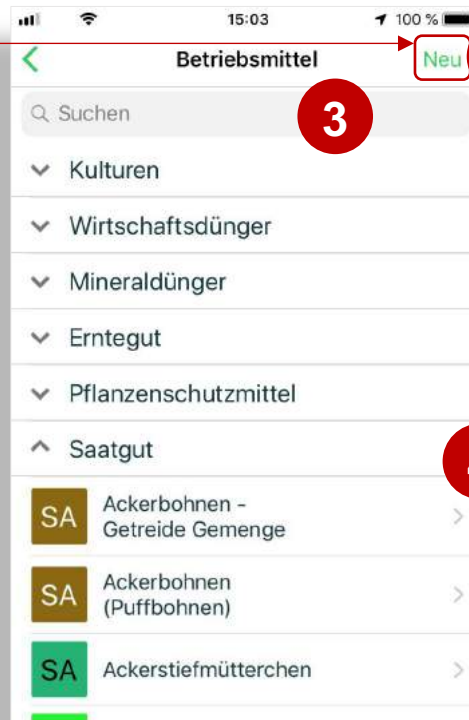 15:03
100 %
Betriebsmittel
Neu
Suchen
3
Kulturen
Wirtschaftsdünger
Mineraldünger
Erntegut
Pflanzenschutzmittel
Saatgut
SA
Ackerbohnen -
Getreide Gemenge
SA
Ackerbohnen
(Puffbohnen)
SA
Ackerstiefmütterchen